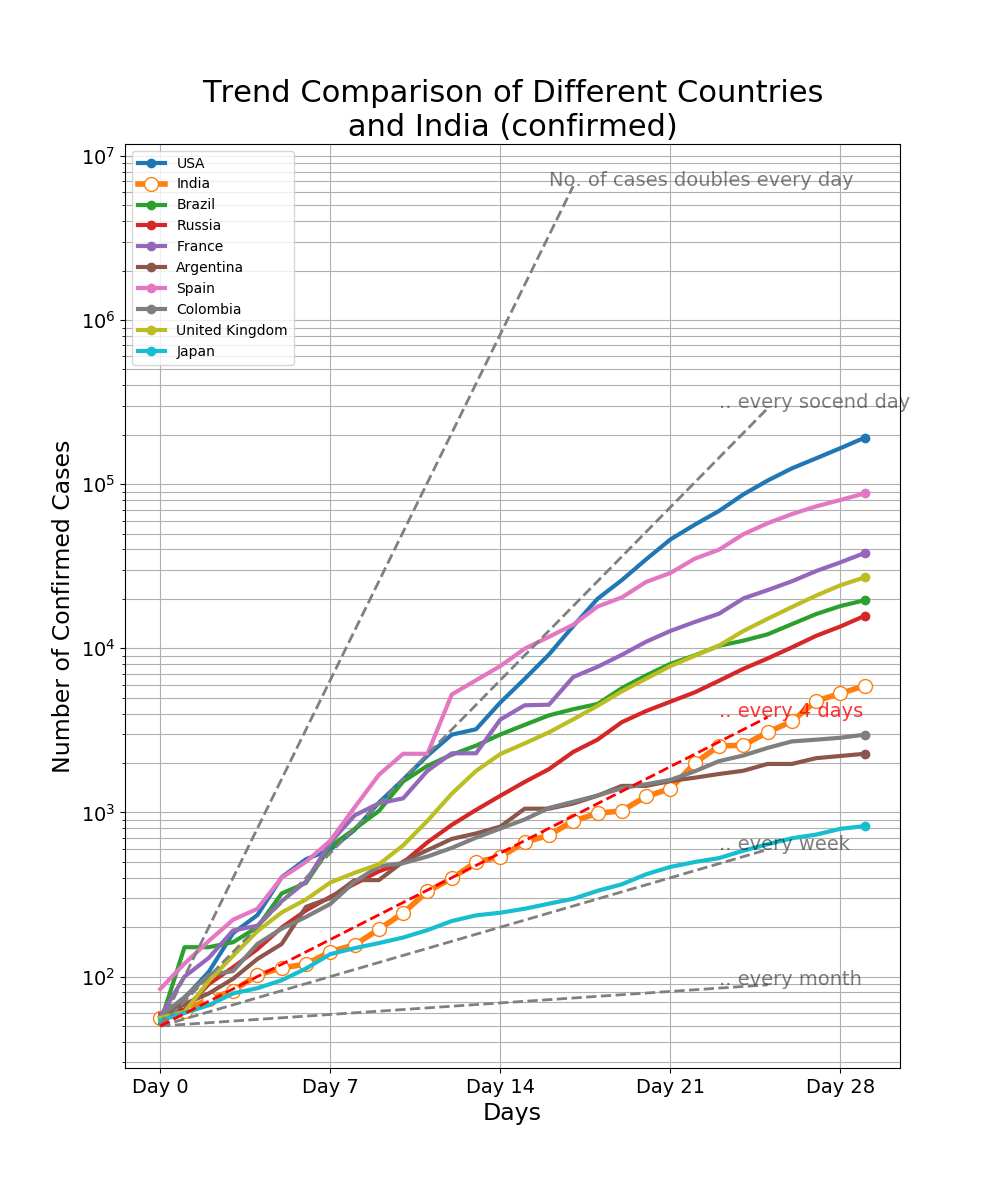 Trend Comparison of Different Countries
and India (confirmed)
10^7
10^6
10^5
10^4
10^3
10^2
Number of Confirmed Cases
USA
India
Brazil
Russia
France
Argentina
Spain
Colombia
United Kingdom
Japan
No. of cases doubles every day
.. every socend day
.. every 4 days
.. every week
.. every month
Day 0
Day 7
Day 14
Day 21
Day 28
Days